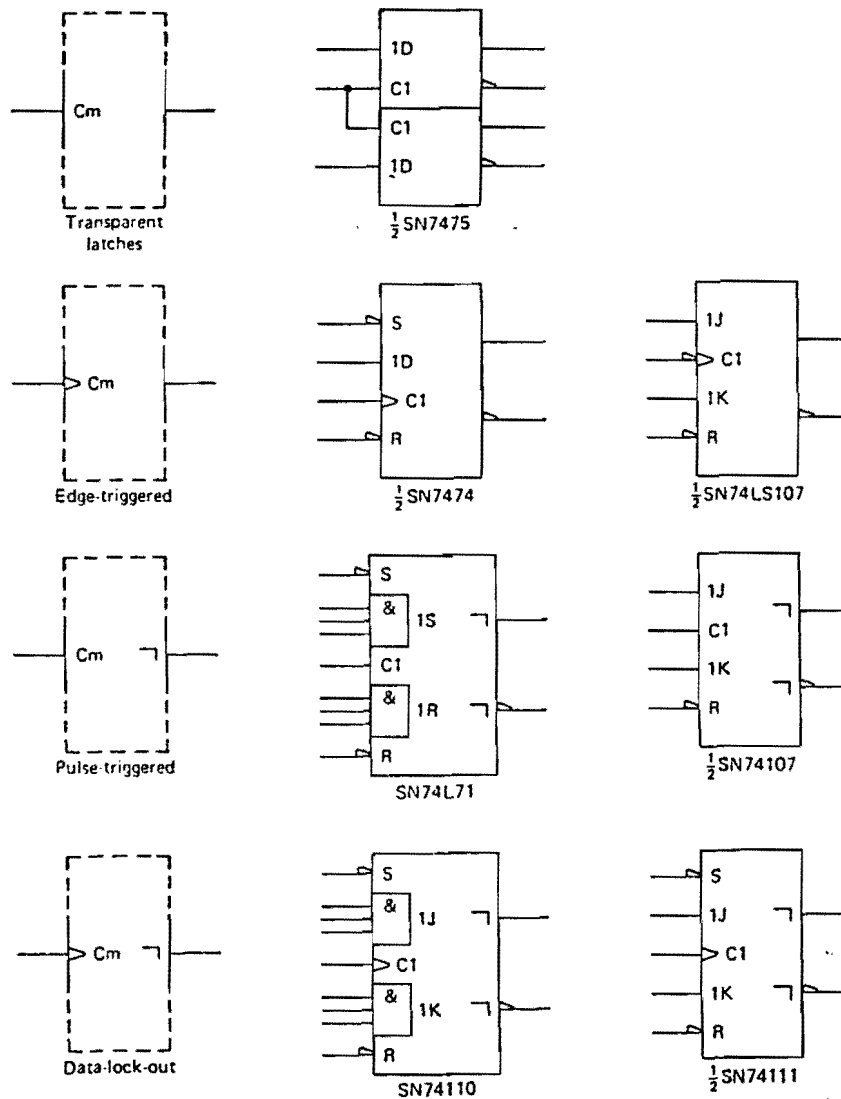 Cm
Transparent
latches
1D
C1
C1
1D
½SN7475
Cm
Edge-triggered
S
1D
C1
R
½SN7474
1J
C1
1K
R
½SN74LS107
Cm ┐
Pulse-triggered
S
&
1S ┐
C1
&
1R ┐
R
SN74L71
1J ┐
C1
1K ┐
R
½SN74107
Cm ┐
Data-lock-out
S
&
1J ┐
C1
&
1K ┐
R
SN74110
S
1J ┐
C1
1K ┐
R
½SN74111